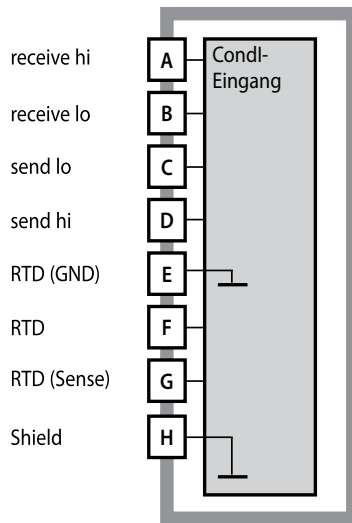 receive hi A Condl-
Eingang
receive lo B
send lo C
send hi D
RTD (GND) E
RTD F
RTD (Sense) G
Shield H